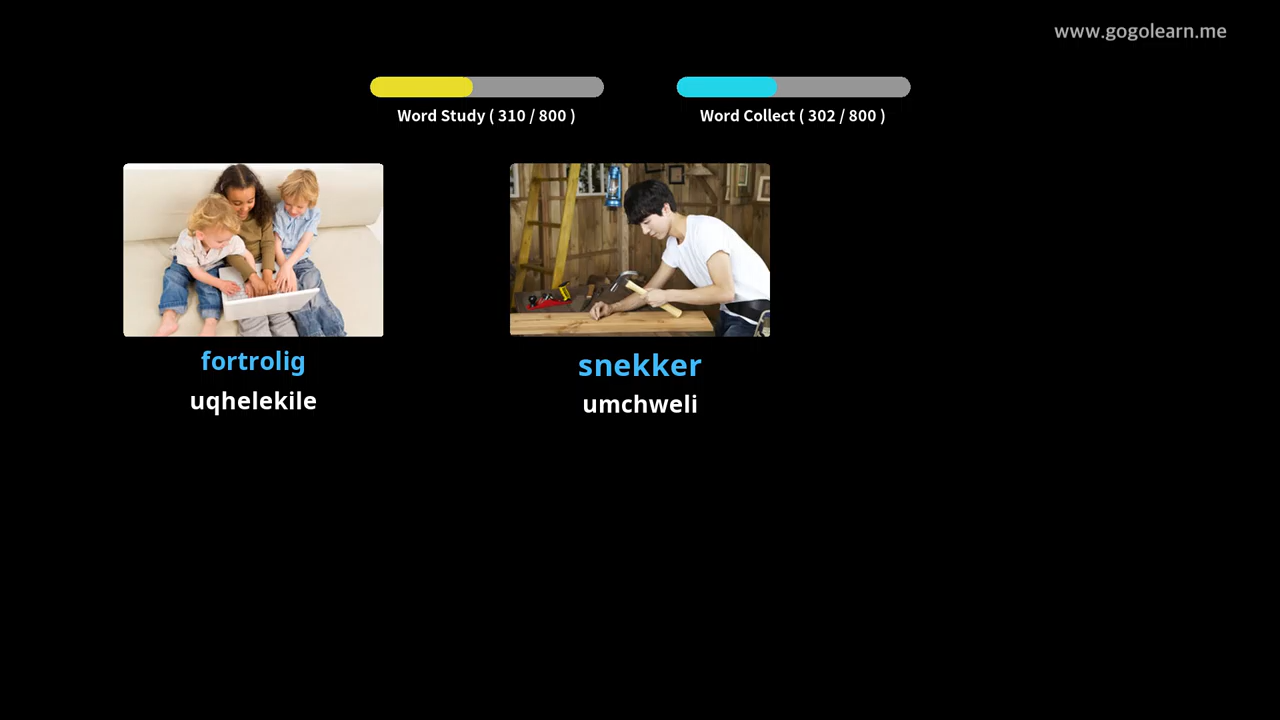 www.gogolearn.me
Word Study ( 310 / 800 )
Word Collect ( 302 / 800 )
fortrolig
uqhelekile
snekker
umchweli